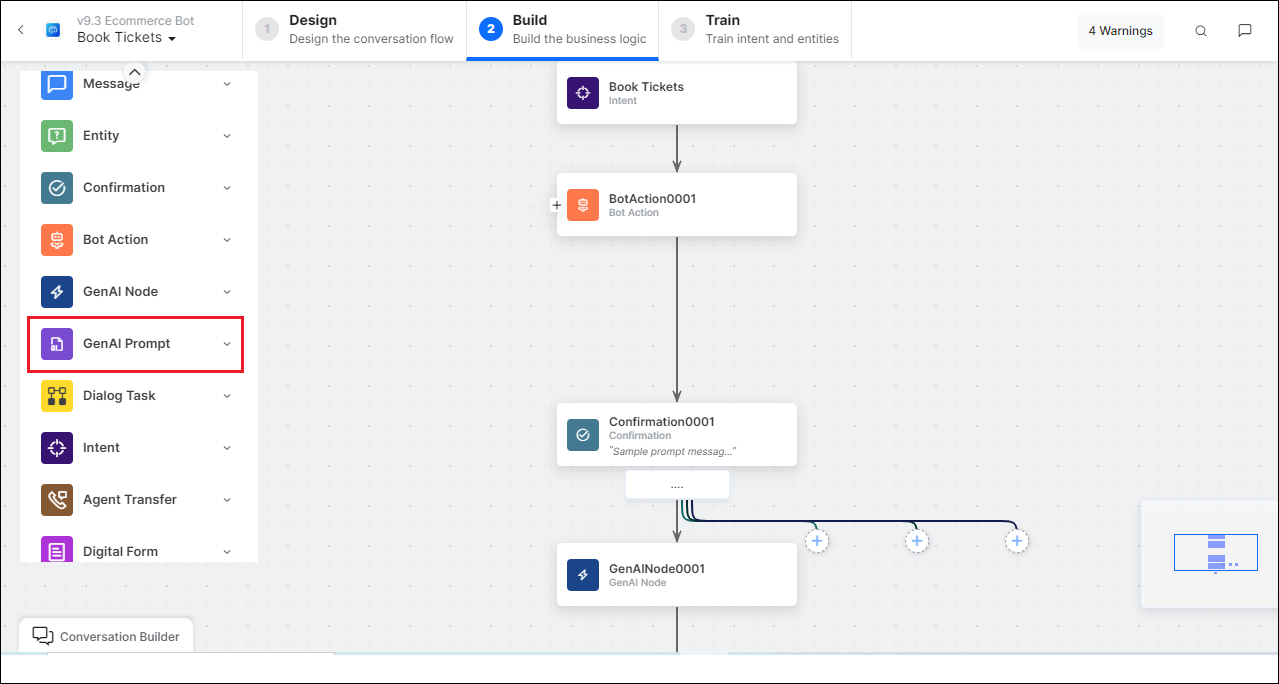 v9.3 Ecommerce Bot
Book Tickets
1
Design
Design the conversation flow
2
Build
Build the business logic
3
Train
Train intent and entities
4 Warnings
Message
Entity
Confirmation
Bot Action
GenAI Node
GenAI Prompt
Dialog Task
Intent
Agent Transfer
Digital Form
Conversation Builder
Book Tickets
Intent
BotAction0001
Bot Action
Confirmation0001
Confirmation
"Sample prompt messag..."
....
GenAINode0001
GenAI Node